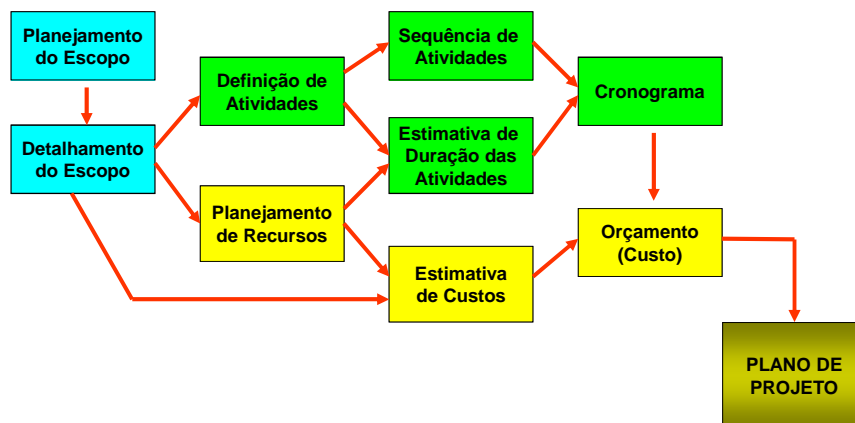 Planejamento
do Escopo
Detalhamento
do Escopo
Definição de
Atividades
Planejamento
de Recursos
Sequência de
Atividades
Estimativa de
Duração das
Atividades
Estimativa
de Custos
Cronograma
Orçamento
(Custo)
PLANO DE
PROJETO